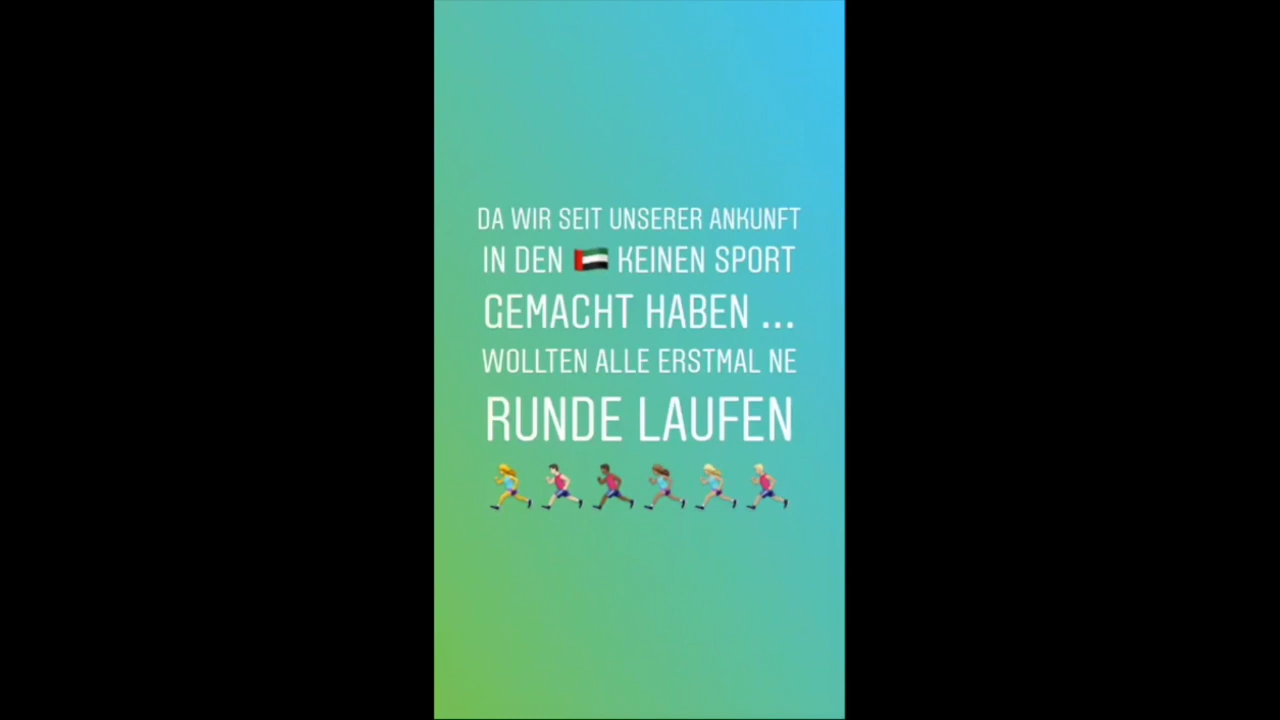 DA WIR SEIT UNSERER ANKUNFT
IN DEN 🇦🇪 KEINEN SPORT
GEMACHT HABEN ...
WOLLTEN ALLE ERSTMAL NE
RUNDE LAUFEN